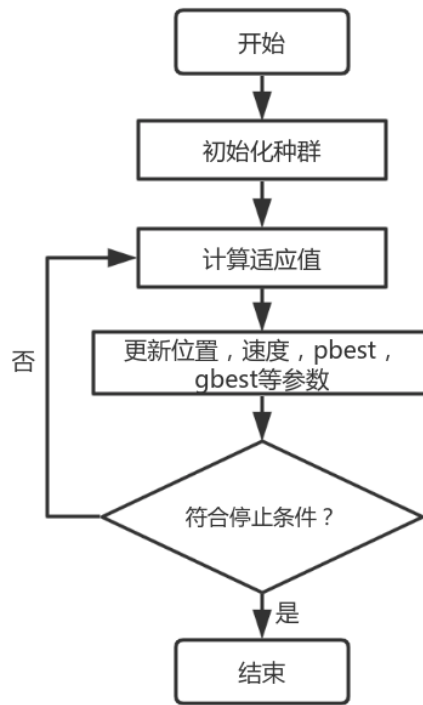 开始
初始化种群
计算适应值
更新位置，速度，pbest，
gbest等参数
否
符合停止条件？
是
结束